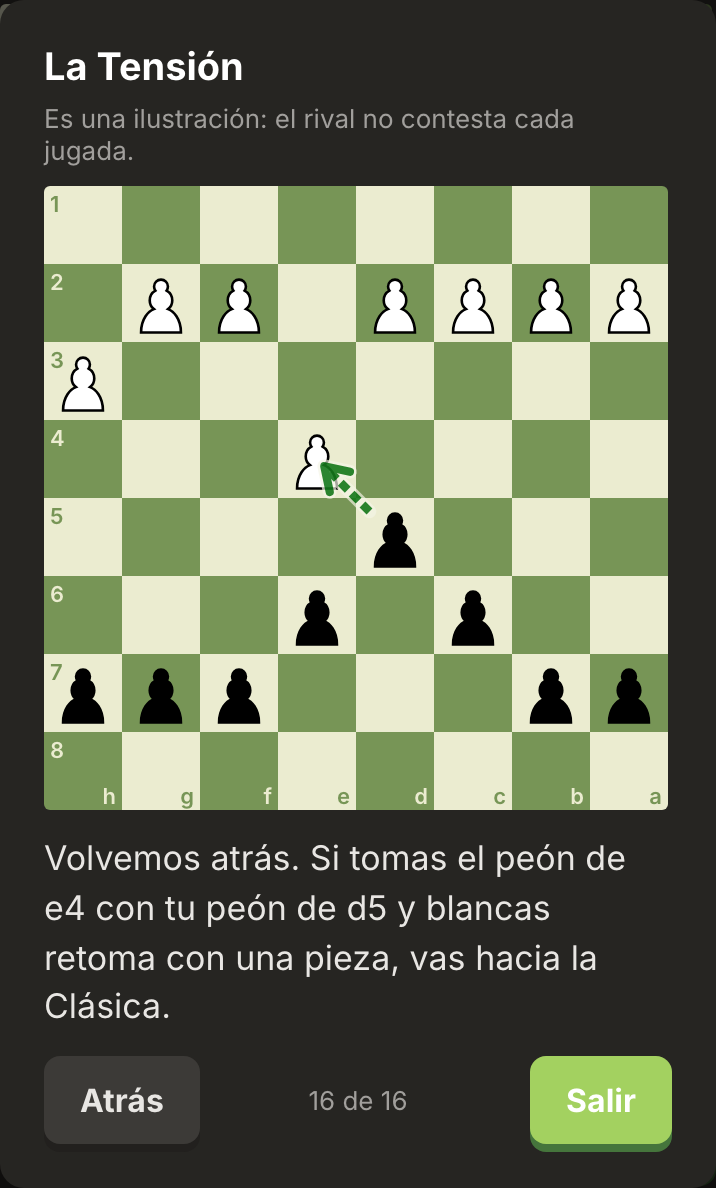 La Tensión
Es una ilustración: el rival no contesta cada
jugada.
1
2
3
4
5
6
7
8
h g f e d c b a
Volvemos atrás. Si tomas el peón de
e4 con tu peón de d5 y blancas
retoma con una pieza, vas hacia la
Clásica.
Atrás 16 de 16 Salir